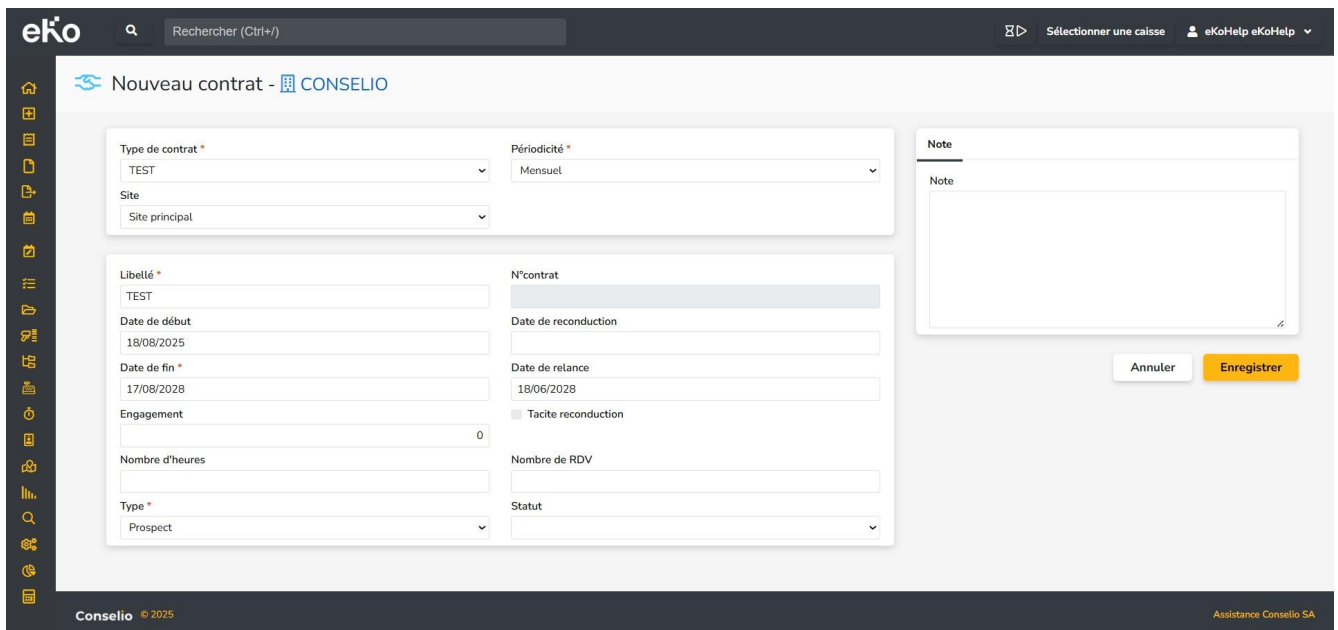 eko
Rechercher (Ctrl+/)
Sélectionner une caisse
eKoHelp eKoHelp
Nouveau contrat - CONSELIO
Type de contrat *
Périodicité *
TEST
Mensuel
Site
Site principal
Note
Note
Libellé *
N°contrat
TEST
Date de début
Date de reconduction
18/08/2025
Date de fin *
Date de relance
17/08/2028
18/06/2028
Engagement
Tacite reconduction
0
Nombre d'heures
Nombre de RDV
Type *
Statut
Prospect
Annuler
Enregistrer
Conselio © 2025
Assistance Conselio SA